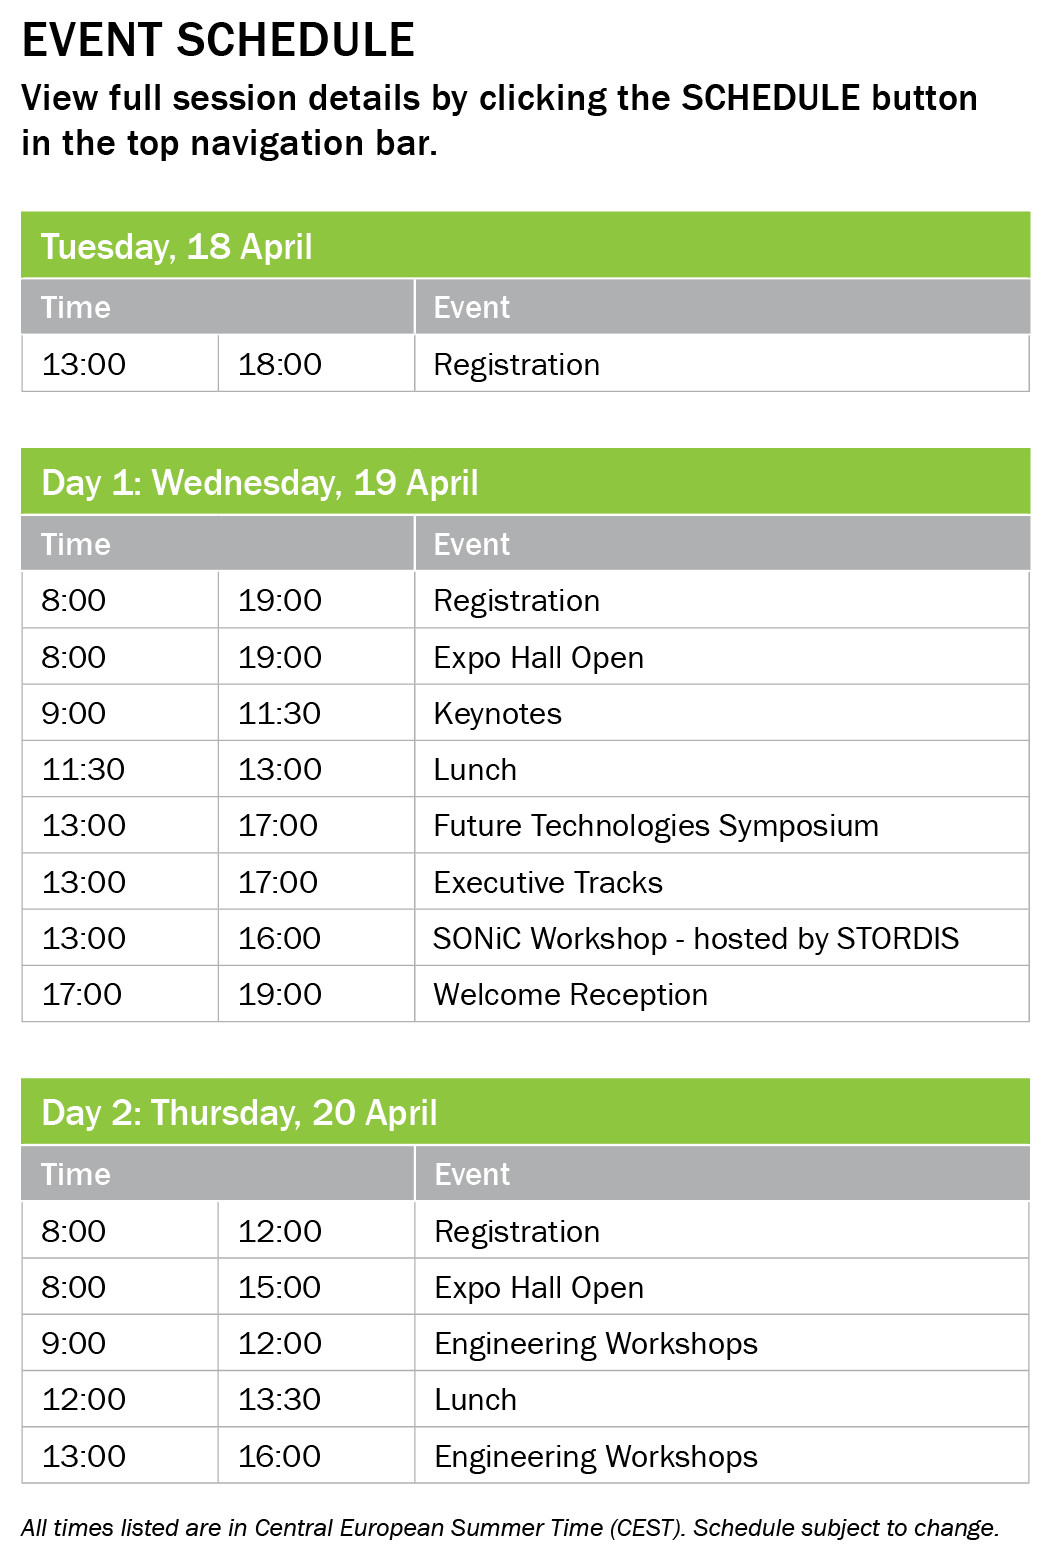 EVENT SCHEDULE
View full session details by clicking the SCHEDULE button
in the top navigation bar.
Tuesday, 18 April
Time Event
13:00 18:00 Registration
Day 1: Wednesday, 19 April
Time Event
8:00 19:00 Registration
8:00 19:00 Expo Hall Open
9:00 11:30 Keynotes
11:30 13:00 Lunch
13:00 17:00 Future Technologies Symposium
13:00 17:00 Executive Tracks
13:00 16:00 SONiC Workshop - hosted by STORDIS
17:00 19:00 Welcome Reception
Day 2: Thursday, 20 April
Time Event
8:00 12:00 Registration
8:00 15:00 Expo Hall Open
9:00 12:00 Engineering Workshops
12:00 13:30 Lunch
13:00 16:00 Engineering Workshops
All times listed are in Central European Summer Time (CEST). Schedule subject to change.